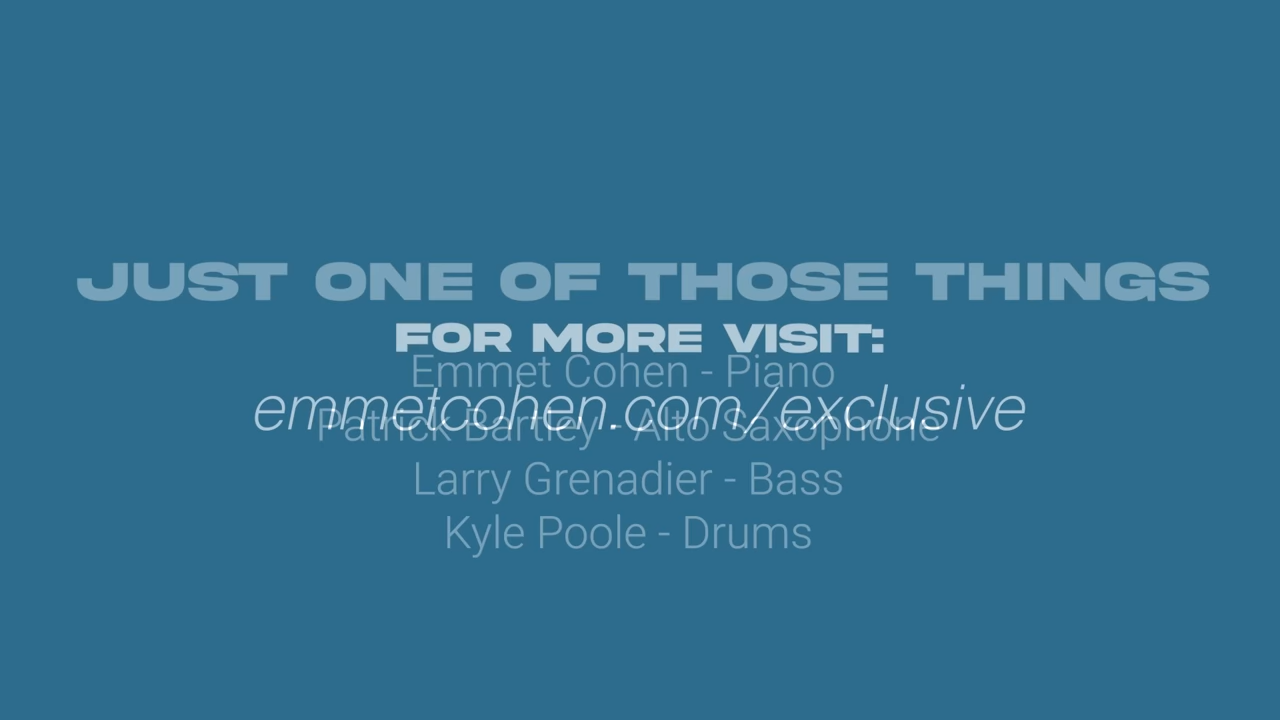 JUST ONE OF THOSE THINGS
FOR MORE VISIT:
Emmet Cohen - Piano
emmetcohen.com/exclusive
Patrick Bartley - Alto Saxophone
Larry Grenadier - Bass
Kyle Poole - Drums